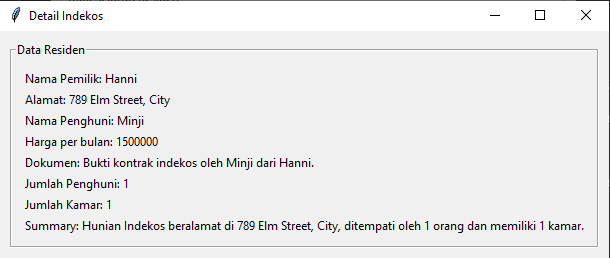 Detail Indekos
Data Residen
Nama Pemilik: Hanni
Alamat: 789 Elm Street, City
Nama Penghuni: Minji
Harga per bulan: 1500000
Dokumen: Bukti kontrak indekos oleh Minji dari Hanni.
Jumlah Penghuni: 1
Jumlah Kamar: 1
Summary: Hunian Indekos beralamat di 789 Elm Street, City, ditempati oleh 1 orang dan memiliki 1 kamar.